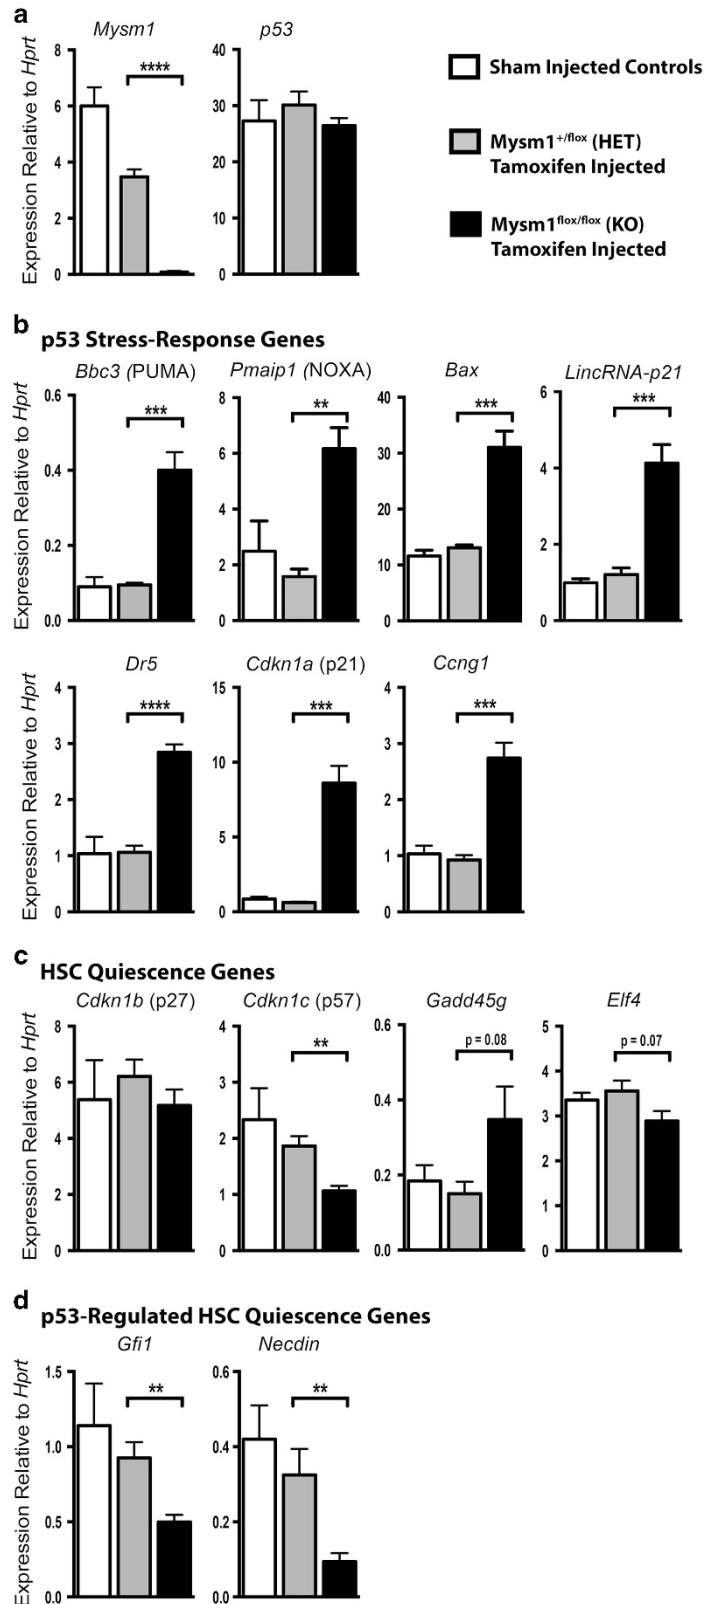 a
Mysm1
p53
Expression Relative to Hprt
8
6
4
2
0
****
40
30
20
10
0
Sham Injected Controls
Mysm1+/flox (HET)
Tamoxifen Injected
Mysm1flox/flox (KO)
Tamoxifen Injected
b
p53 Stress-Response Genes
Bbc3 (PUMA)
Pmaip1 (NOXA)
Bax
LincRNA-p21
Expression Relative to Hprt
0.6
0.4
0.2
0.0
***
8
6
4
2
0
**
40
30
20
10
0
***
6
4
2
0
***
Dr5
Cdkn1a (p21)
Ccng1
Expression Relative to Hprt
4
3
2
1
0
****
15
10
5
0
***
4
3
2
1
0
***
c
HSC Quiescence Genes
Cdkn1b (p27)
Cdkn1c (p57)
Gadd45g
Elf4
Expression Relative to Hprt
8
6
4
2
0
4
3
2
1
0
**
0.6
0.4
0.2
0.0
p = 0.08
5
4
3
2
1
0
p = 0.07
d
p53-Regulated HSC Quiescence Genes
Gfi1
Necdin
Expression Relative to Hprt
1.5
1.0
0.5
0.0
**
0.6
0.4
0.2
0.0
**